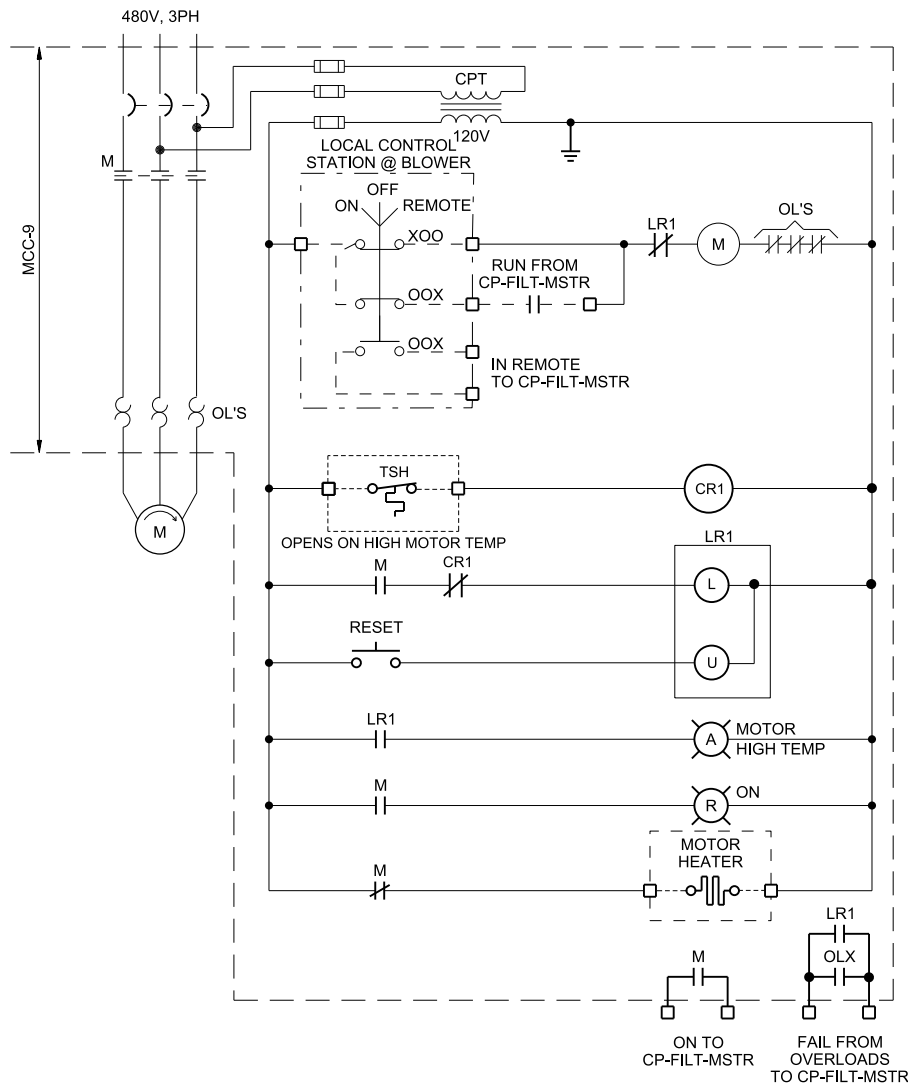 480V, 3PH
CPT
120V
LOCAL CONTROL
STATION @ BLOWER
M
OFF
ON
REMOTE
XOO
LR1
M
OL'S
MCC-9
RUN FROM
CP-FILT-MSTR
OOX
OOX
IN REMOTE
TO CP-FILT-MSTR
OL'S
M
TSH
CR1
OPENS ON HIGH MOTOR TEMP
LR1
M
CR1
L
RESET
U
LR1
A
MOTOR
HIGH TEMP
M
R
ON
MOTOR
HEATER
M
LR1
OLX
M
ON TO
CP-FILT-MSTR
FAIL FROM
OVERLOADS
TO CP-FILT-MSTR